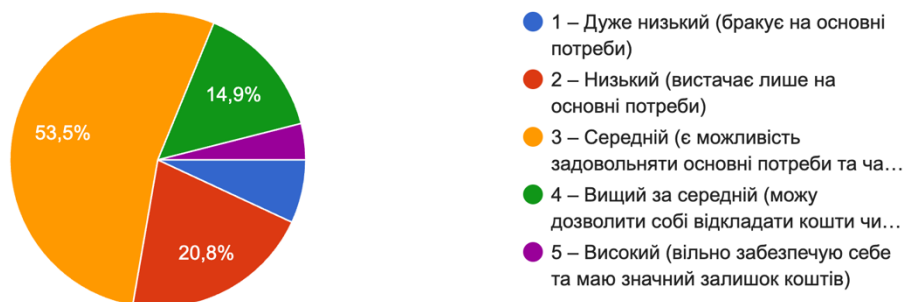 53,5%
14,9%
20,8%
1 – Дуже низький (бракує на основні
потреби)
2 – Низький (вистачає лише на
основні потреби)
3 – Середній (є можливість
задовольняти основні потреби та ча…
4 – Вищий за середній (можу
дозволити собі відкладати кошти чи…
5 – Високий (вільно забезпечую себе
та маю значний залишок коштів)